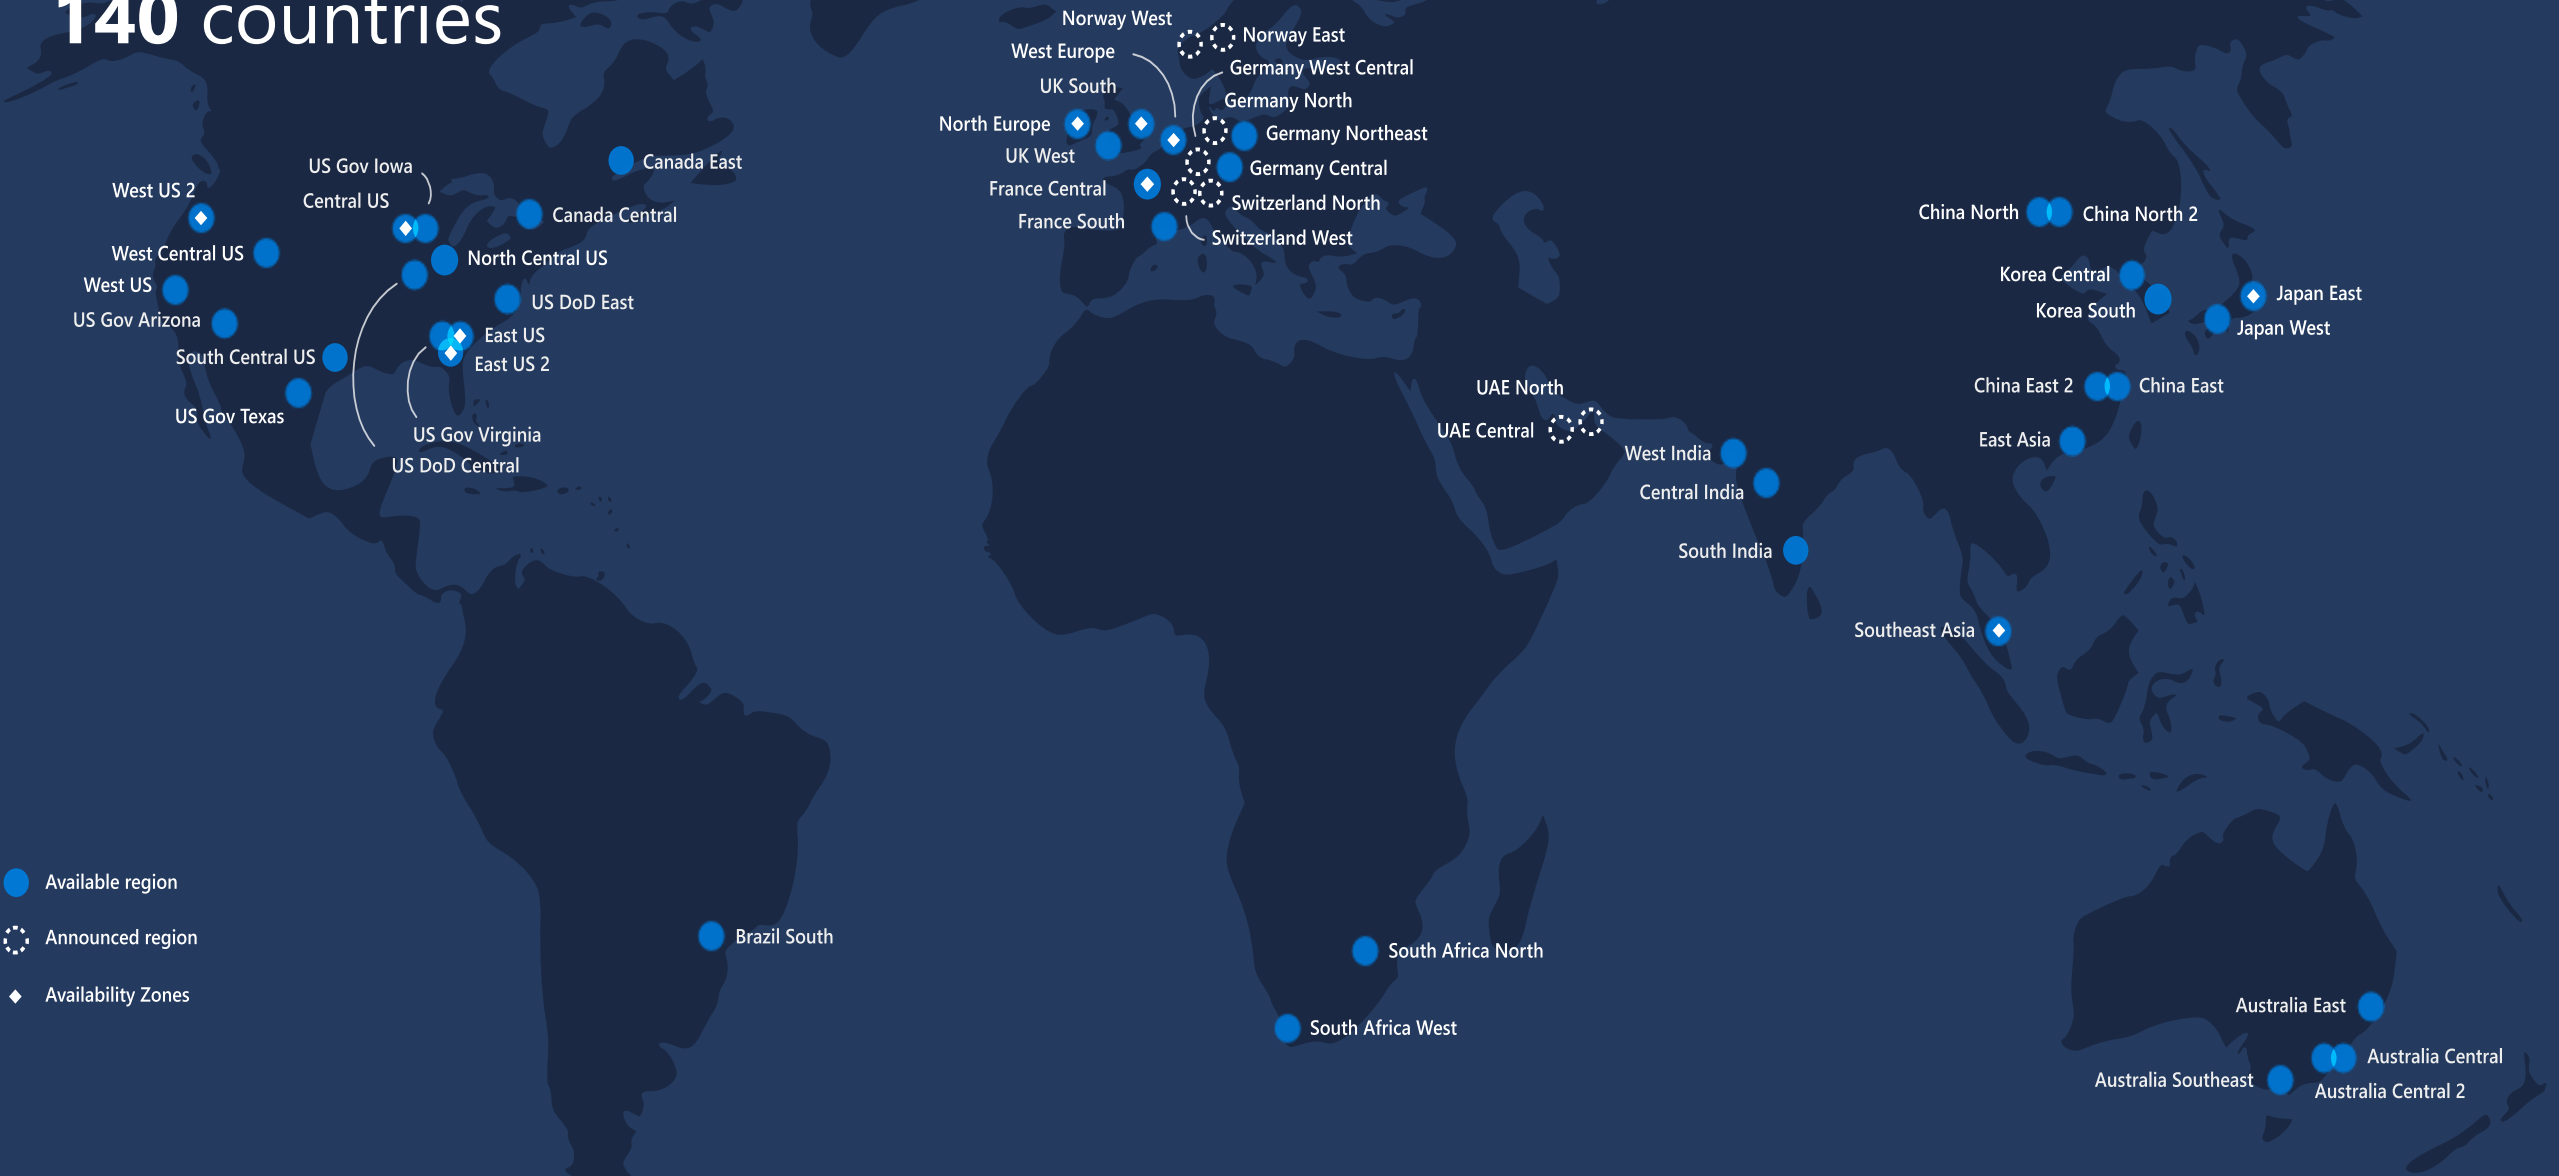 140 countries
West US 2
West Central US
West US
US Gov Arizona
South Central US
US Gov Texas
US Gov Iowa
Central US
Canada East
Canada Central
North Central US
US DoD East
East US
East US 2
US Gov Virginia
US DoD Central
Norway West
Norway East
West Europe
Germany West Central
UK South
Germany North
North Europe
Germany Northeast
UK West
Germany Central
France Central
Switzerland North
France South
Switzerland West
China North
China North 2
Korea Central
Korea South
Japan East
Japan West
China East 2
China East
East Asia
UAE North
UAE Central
West India
Central India
South India
Southeast Asia
Brazil South
South Africa North
South Africa West
Australia East
Australia Central
Australia Southeast
Australia Central 2
Available region
Announced region
Availability Zones